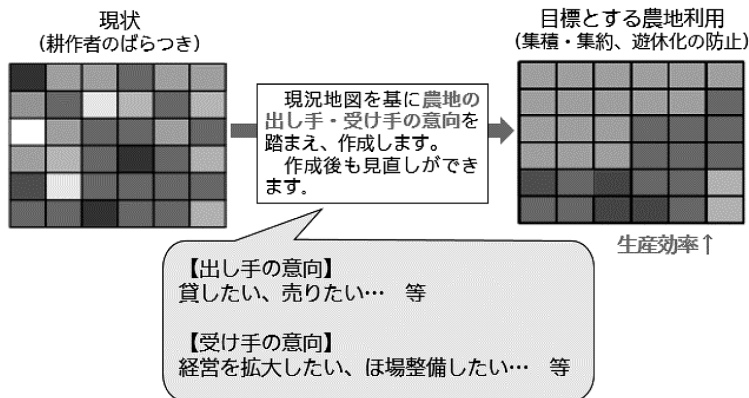 現状
（耕作者のばらつき）
現況地図を基に農地の
出し手・受け手の意向を
踏まえ、作成します。
作成後も見直しができ
ます。
目標とする農地利用
（集積・集約、遊休化の防止）
生産効率↑
【出し手の意向】
貸したい、売りたい…　等
【受け手の意向】
経営を拡大したい、ほ場整備したい…　等